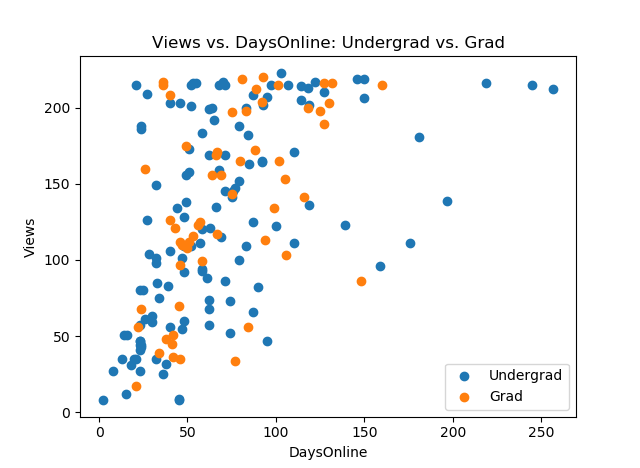 Views vs. DaysOnline: Undergrad vs. Grad
Views
200
150
100
50
0
0 50 100 150 200 250
DaysOnline
Undergrad
Grad